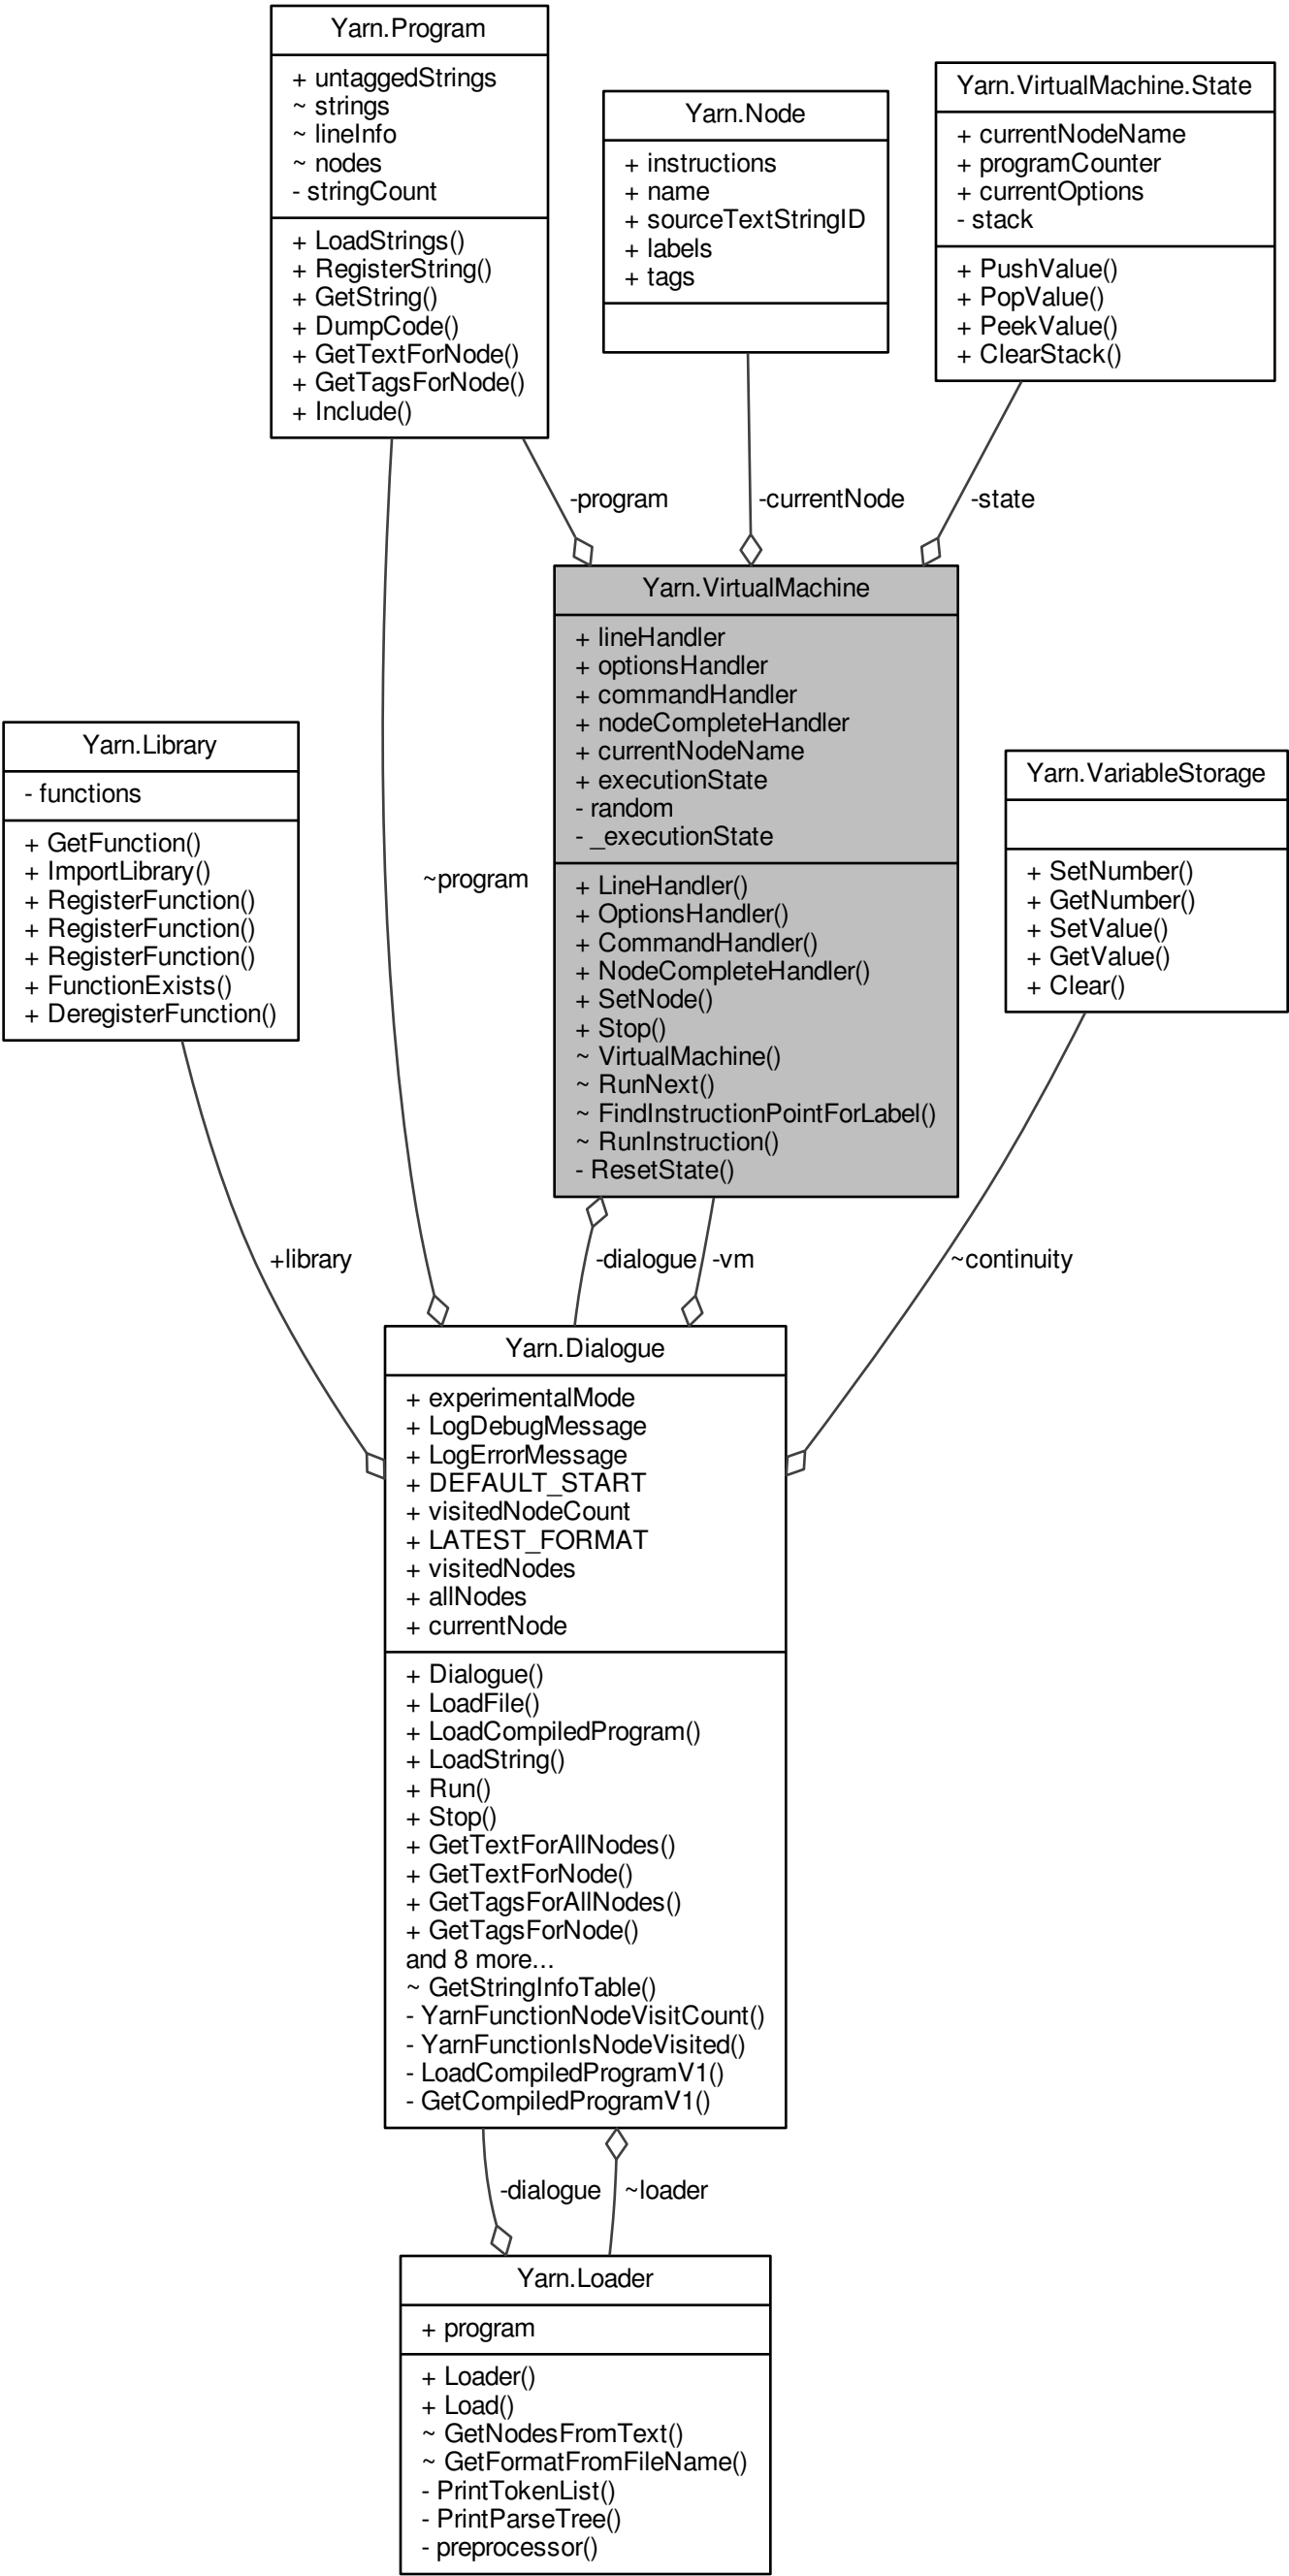 Yarn.Program
+ untaggedStrings
~ strings
~ lineInfo
~ nodes
- stringCount
+ LoadStrings()
+ RegisterString()
+ GetString()
+ DumpCode()
+ GetTextForNode()
+ GetTagsForNode()
+ Include()
Yarn.Node
+ instructions
+ name
+ sourceTextStringID
+ labels
+ tags
Yarn.VirtualMachine.State
+ currentNodeName
+ programCounter
+ currentOptions
- stack
+ PushValue()
+ PopValue()
+ PeekValue()
+ ClearStack()
-program
-currentNode
-state
Yarn.VirtualMachine
+ lineHandler
+ optionsHandler
+ commandHandler
+ nodeCompleteHandler
+ currentNodeName
+ executionState
- random
- _executionState
+ LineHandler()
+ OptionsHandler()
+ CommandHandler()
+ NodeCompleteHandler()
+ SetNode()
+ Stop()
~ VirtualMachine()
~ RunNext()
~ FindInstructionPointForLabel()
~ RunInstruction()
- ResetState()
Yarn.Library
- functions
+ GetFunction()
+ ImportLibrary()
+ RegisterFunction()
+ RegisterFunction()
+ RegisterFunction()
+ FunctionExists()
+ DeregisterFunction()
~program
Yarn.VariableStorage
+ SetNumber()
+ GetNumber()
+ SetValue()
+ GetValue()
+ Clear()
+library
-dialogue
-vm
~continuity
Yarn.Dialogue
+ experimentalMode
+ LogDebugMessage
+ LogErrorMessage
+ DEFAULT_START
+ visitedNodeCount
+ LATEST_FORMAT
+ visitedNodes
+ allNodes
+ currentNode
+ Dialogue()
+ LoadFile()
+ LoadCompiledProgram()
+ LoadString()
+ Run()
+ Stop()
+ GetTextForAllNodes()
+ GetTextForNode()
+ GetTagsForAllNodes()
+ GetTagsForNode()
and 8 more...
~ GetStringInfoTable()
- YarnFunctionNodeVisitCount()
- YarnFunctionIsNodeVisited()
- LoadCompiledProgramV1()
- GetCompiledProgramV1()
-dialogue
~loader
Yarn.Loader
+ program
+ Loader()
+ Load()
~ GetNodesFromText()
~ GetFormatFromFileName()
- PrintTokenList()
- PrintParseTree()
- preprocessor()